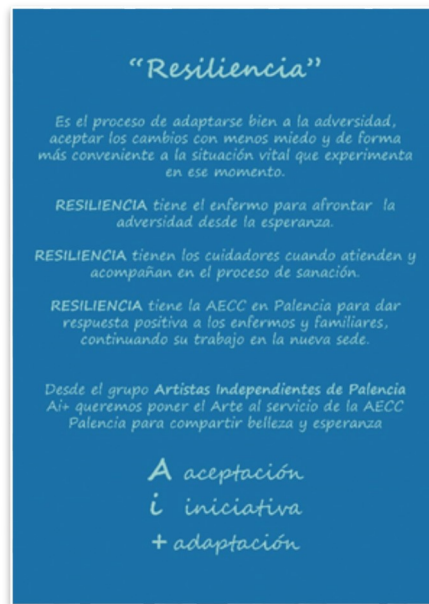 “Resiliencia”
Es el proceso de adaptarse bien a la adversidad,
aceptar los cambios con menos miedo y de forma
más conveniente a la situación vital que experimenta
en ese momento.
RESILIENCIA tiene el enfermo para afrontar la
adversidad desde la esperanza.
RESILIENCIA tienen los cuidadores cuando atienden y
acompañan en el proceso de sanación.
RESILIENCIA tiene la AECC en Palencia para dar
respuesta positiva a los enfermos y familiares,
continuando su trabajo en la nueva sede.
Desde el grupo Artistas Independientes de Palencia
Ai+ queremos poner el Arte al servicio de la AECC
Palencia para compartir belleza y esperanza
A aceptación
i iniciativa
+ adaptación